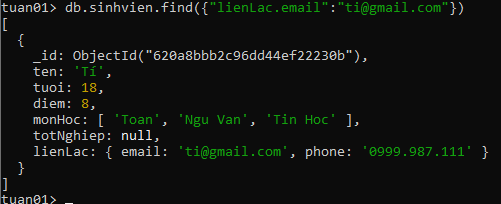 tuan01> db.sinhvien.find({"lienLac.email":"ti@gmail.com"})
[
  {
    _id: ObjectId("620a8bbb2c96dd44ef22230b"),
    ten: 'Tí',
    tuoi: 18,
    diem: 8,
    monHoc: [ 'Toan', 'Ngu Van', 'Tin Hoc' ],
    totNghiep: null,
    lienLac: { email: 'ti@gmail.com', phone: '0999.987.111' }
  }
]
tuan01> _